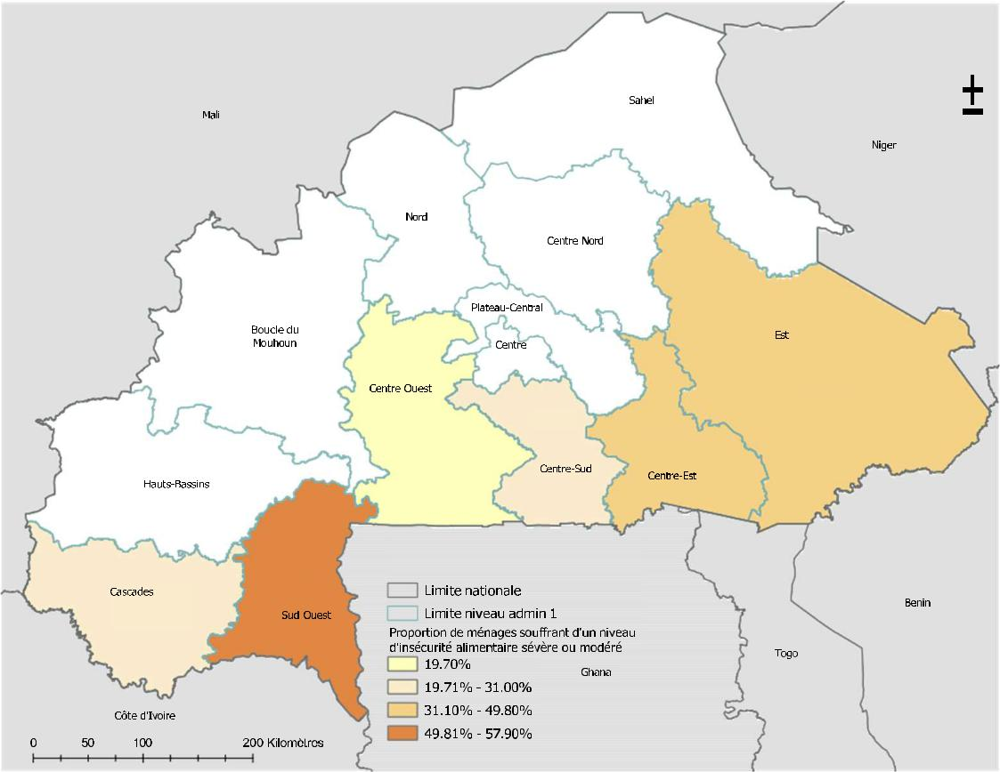 Sahel
Mali
Niger
Nord
Centre Nord
Plateau-Central
Boucle du
Mouhoun
Est
Centre
Centre Ouest
Centre-Sud
Centre-Est
Hauts-Bassins
Cascades
Sud Ouest
Benin
Togo
Ghana
Côte d'Ivoire
Limite nationale
Limite niveau admin 1
Proportion de ménages souffrant d'un niveau
d'insécurité alimentaire sévère ou modéré
19.70%
19.71% - 31.00%
31.10% - 49.80%
49.81% - 57.90%
0 50 100 200 Kilomètres